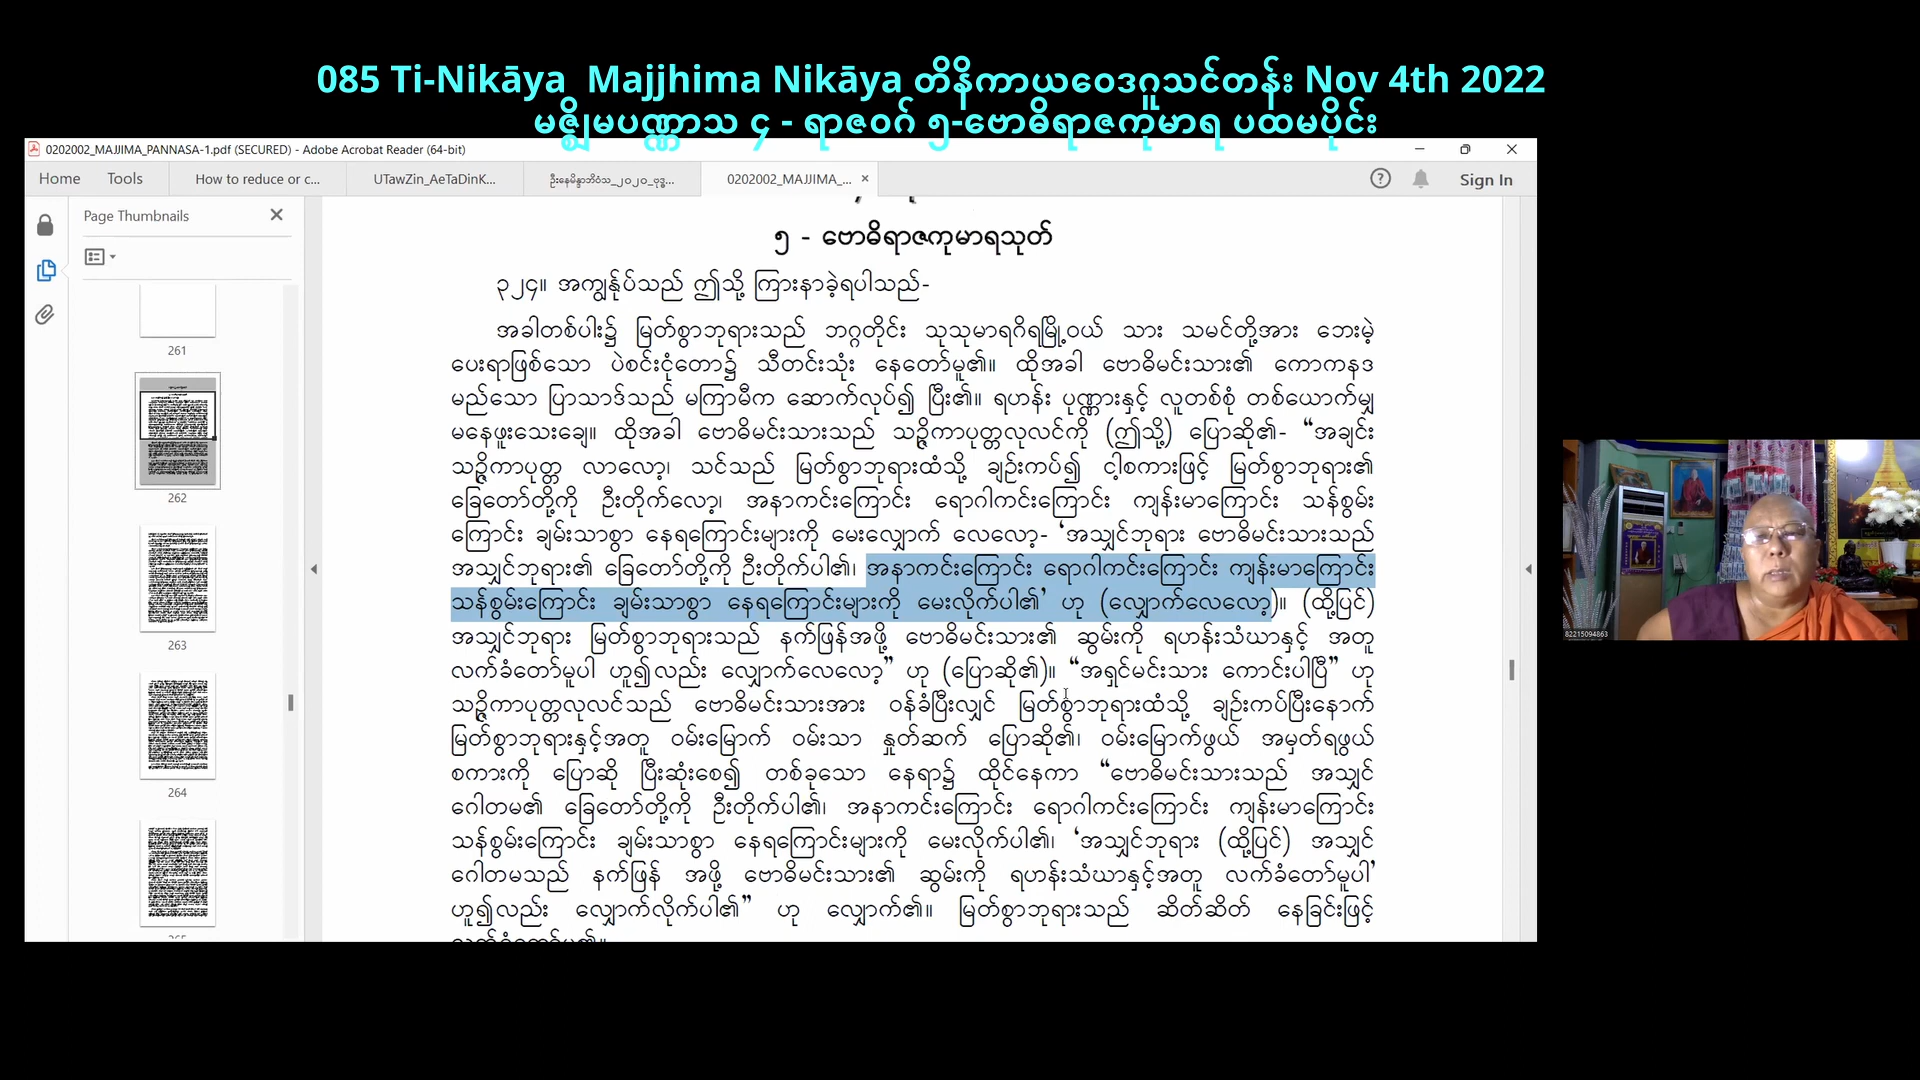 085 Ti-Nikāya  Majjhima Nikāya တိနိကာယဝေဒဂူသင်တန်း Nov 4th 2022
မဇ္ဈိမပဏ္ဏာသ ၄ - ရာဇဝဂ် ၅-ဗောဓိရာဇကုမာရ ပထမပိုင်း
0202002_MAJJIMA_PANNASA-1.pdf (SECURED) - Adobe Acrobat Reader (64-bit)
Home Tools How to reduce or c... UTawZin_AeTaDinK... ဦးနေမိန္ဒာဘိဝံသ_၂၀၂၀_ဗုဒ္ဓ... 0202002_MAJJIMA_... Sign In
Page Thumbnails
261
262
263
264
၅ - ဗောဓိရာဇကုမာရသုတ်
၃၂၄။ အကျွန်ုပ်သည် ဤသို့ ကြားနာခဲ့ရပါသည်-
အခါတစ်ပါး၌ မြတ်စွာဘုရားသည် ဘဂ္ဂတိုင်း သုသုမာရဂိရမြို့ဝယ် သား သမင်တို့အား ဘေးမဲ့
ပေးရာဖြစ်သော ပဲစင်းငုံတော၌ သီတင်းသုံး နေတော်မူ၏။ ထိုအခါ ဗောဓိမင်းသား၏ ကောကနဒ
မည်သော ပြာသာဒ်သည် မကြာမီက ဆောက်လုပ်၍ ပြီး၏။ ရဟန်း ပုဏ္ဏားနှင့် လူတစ်စုံ တစ်ယောက်မျှ
မနေဖူးသေးချေ။ ထိုအခါ ဗောဓိမင်းသားသည် သဉ္ဇိကာပုတ္တလုလင်ကို (ဤသို့) ပြောဆို၏- “အချင်း
သဉ္ဇိကာပုတ္တ လာလော့၊ သင်သည် မြတ်စွာဘုရားထံသို့ ချဉ်းကပ်၍ ငါ့စကားဖြင့် မြတ်စွာဘုရား၏
ခြေတော်တို့ကို ဦးတိုက်လော့၊ အနာကင်းကြောင်း ရောဂါကင်းကြောင်း ကျန်းမာကြောင်း သန်စွမ်း
ကြောင်း ချမ်းသာစွာ နေရကြောင်းများကို မေးလျှောက် လေလော့- ‘အသျှင်ဘုရား ဗောဓိမင်းသားသည်
အသျှင်ဘုရား၏ ခြေတော်တို့ကို ဦးတိုက်ပါ၏၊ အနာကင်းကြောင်း ရောဂါကင်းကြောင်း ကျန်းမာကြောင်း
သန်စွမ်းကြောင်း ချမ်းသာစွာ နေရကြောင်းများကို မေးလိုက်ပါ၏’ ဟု (လျှောက်လေလော့)။ (ထို့ပြင်)
အသျှင်ဘုရား မြတ်စွာဘုရားသည် နက်ဖြန်အဖို့ ဗောဓိမင်းသား၏ ဆွမ်းကို ရဟန်းသံဃာနှင့် အတူ
လက်ခံတော်မူပါ ဟူ၍လည်း လျှောက်လေလော့” ဟု (ပြောဆို၏)။ “အရှင်မင်းသား ကောင်းပါပြီ” ဟု
သဉ္ဇိကာပုတ္တလုလင်သည် ဗောဓိမင်းသားအား ဝန်ခံပြီးလျှင် မြတ်စွာဘုရားထံသို့ ချဉ်းကပ်ပြီးနောက်
မြတ်စွာဘုရားနှင့်အတူ ဝမ်းမြောက် ဝမ်းသာ နှုတ်ဆက် ပြောဆို၏၊ ဝမ်းမြောက်ဖွယ် အမှတ်ရဖွယ်
စကားကို ပြောဆို ပြီးဆုံးစေ၍ တစ်ခုသော နေရာ၌ ထိုင်နေကာ “ဗောဓိမင်းသားသည် အသျှင်
ဂေါတမ၏ ခြေတော်တို့ကို ဦးတိုက်ပါ၏၊ အနာကင်းကြောင်း ရောဂါကင်းကြောင်း ကျန်းမာကြောင်း
သန်စွမ်းကြောင်း ချမ်းသာစွာ နေရကြောင်းများကို မေးလိုက်ပါ၏၊ ‘အသျှင်ဘုရား (ထို့ပြင်) အသျှင်
ဂေါတမသည် နက်ဖြန် အဖို့ ဗောဓိမင်းသား၏ ဆွမ်းကို ရဟန်းသံဃာနှင့်အတူ လက်ခံတော်မူပါ’
ဟူ၍လည်း လျှောက်လိုက်ပါ၏” ဟု လျှောက်၏။ မြတ်စွာဘုရားသည် ဆိတ်ဆိတ် နေခြင်းဖြင့်
82215094863